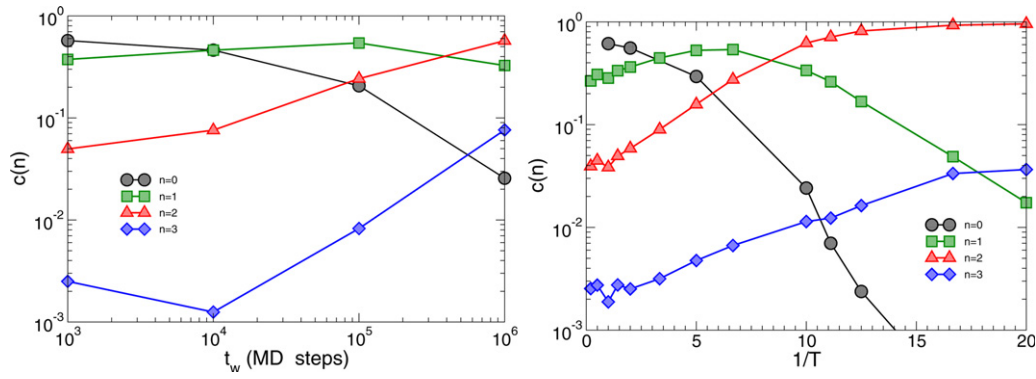 10^0
10^-1
10^-2
10^-3
c(n)
n=0
n=1
n=2
n=3
10^3
10^4
10^5
10^6
t_w (MD steps)
10^0
10^-1
10^-2
10^-3
c(n)
n=0
n=1
n=2
n=3
0
5
10
15
20
1/T